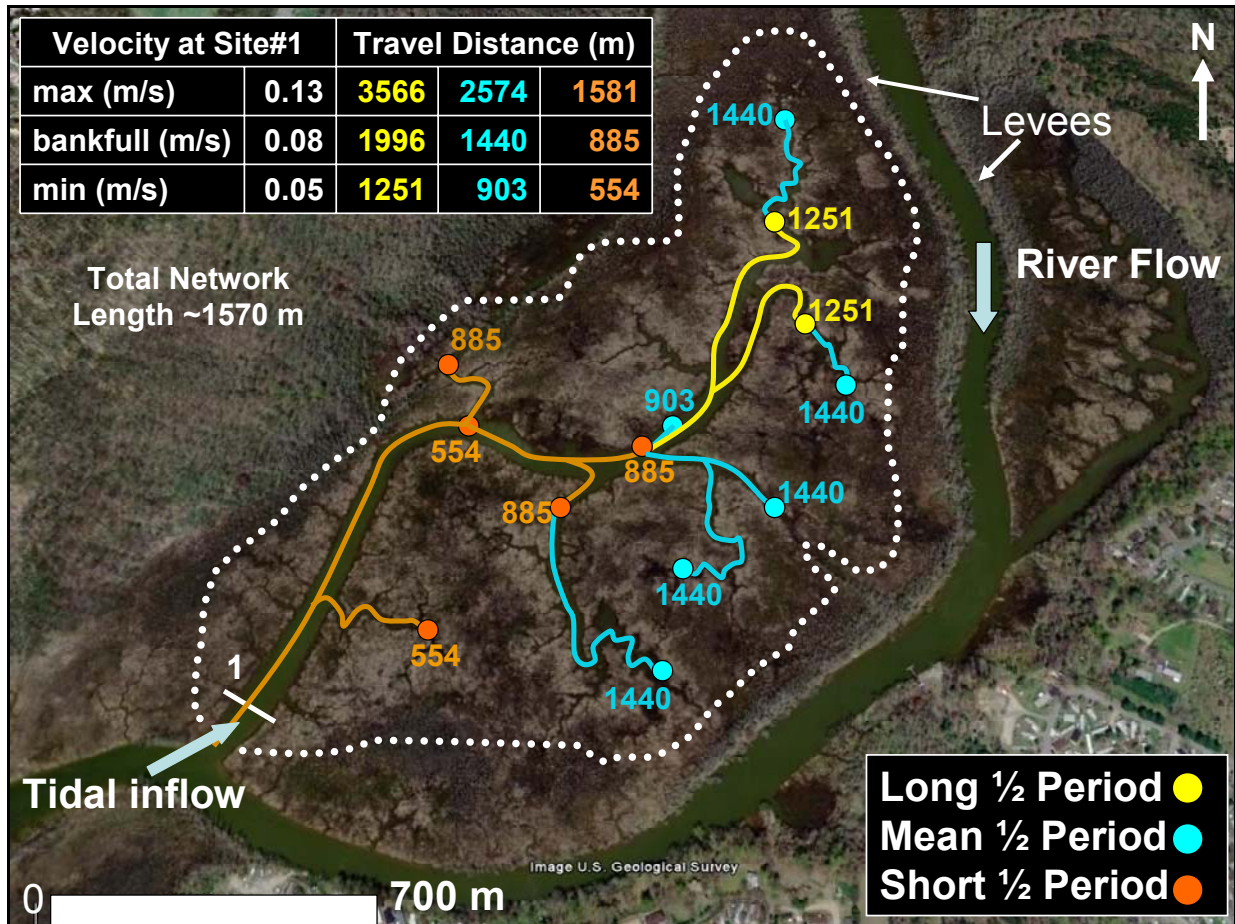 Velocity at Site#1 Travel Distance (m)
max (m/s) 0.13 3566 2574 1581
bankfull (m/s) 0.08 1996 1440 885
min (m/s) 0.05 1251 903 554
N
Levees
1440
1251
River Flow
Total Network
Length ~1570 m
1251
885
903
1440
554
885
1440
885
1440
554
1
1440
Tidal inflow
Long ½ Period
Mean ½ Period
Short ½ Period
Image U.S. Geological Survey
0 700 m